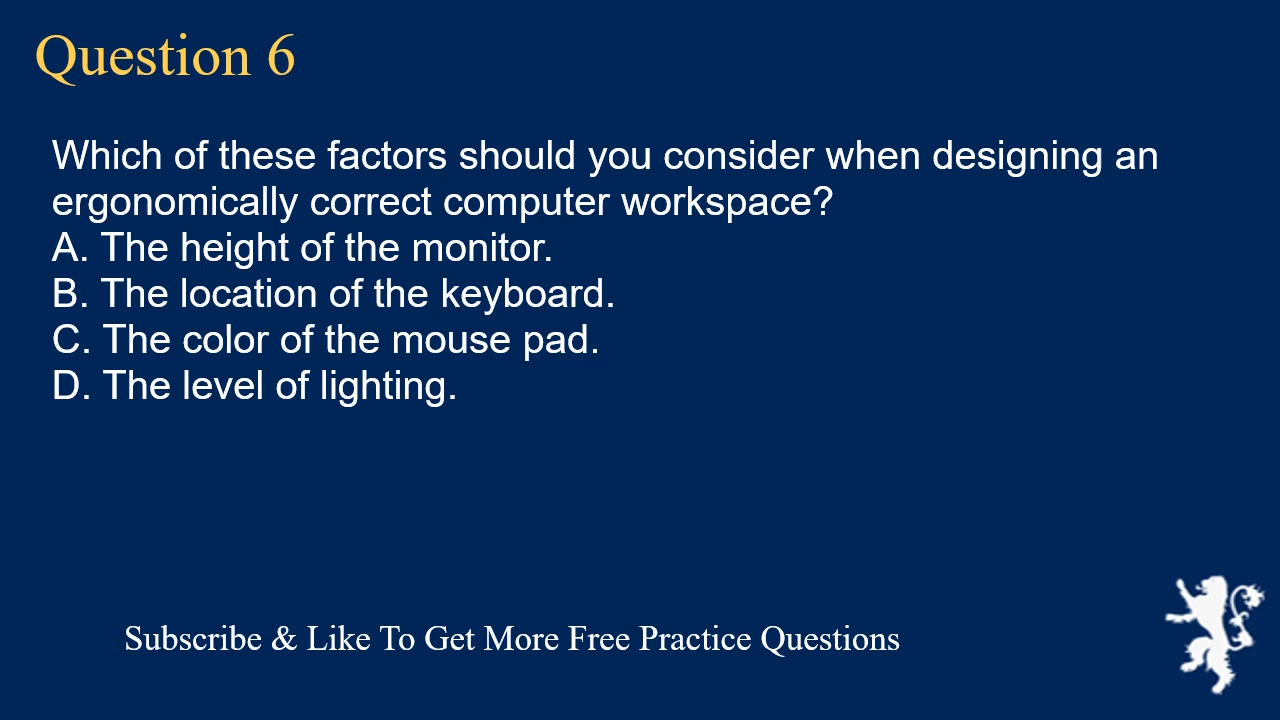 Question 6
Which of these factors should you consider when designing an
ergonomically correct computer workspace?
A. The height of the monitor.
B. The location of the keyboard.
C. The color of the mouse pad.
D. The level of lighting.
Subscribe & Like To Get More Free Practice Questions